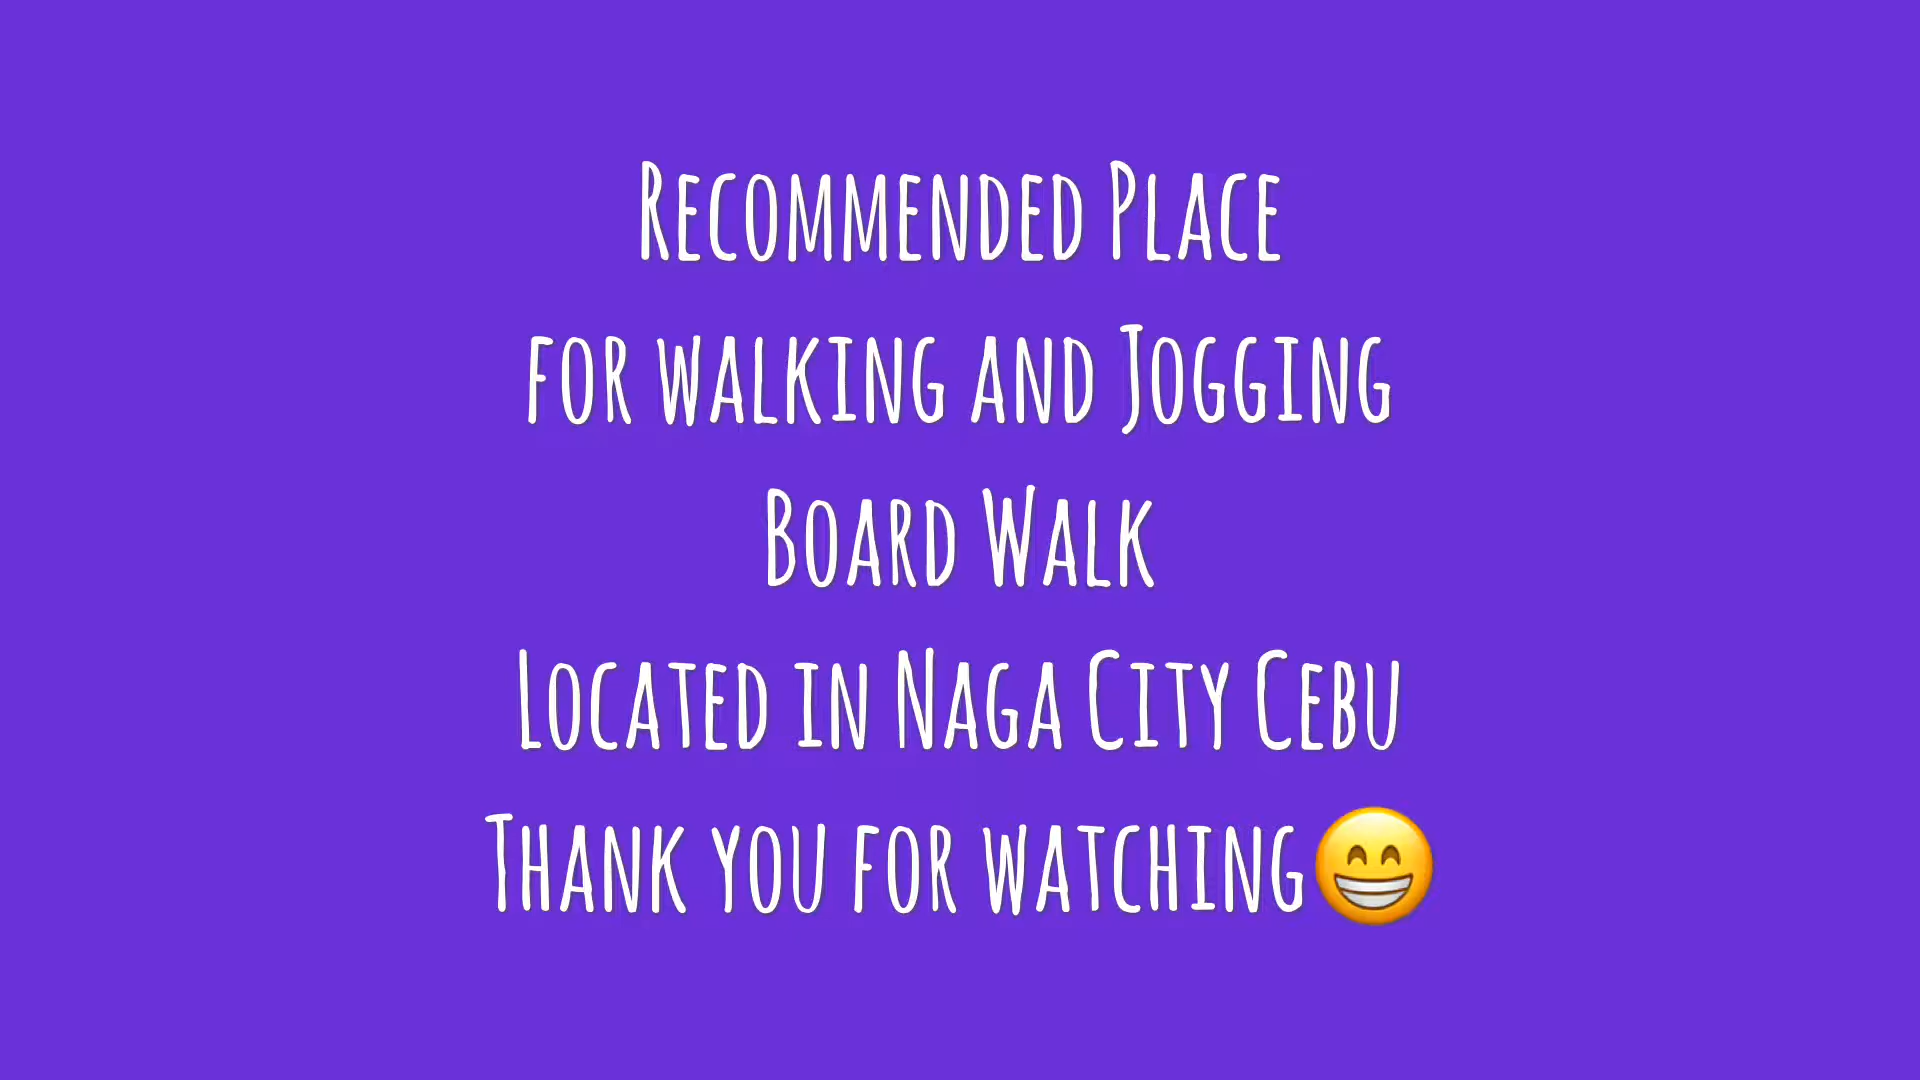 Recommended Place
for walking and Jogging
Board Walk
Located in Naga City Cebu
Thank you for watching😁